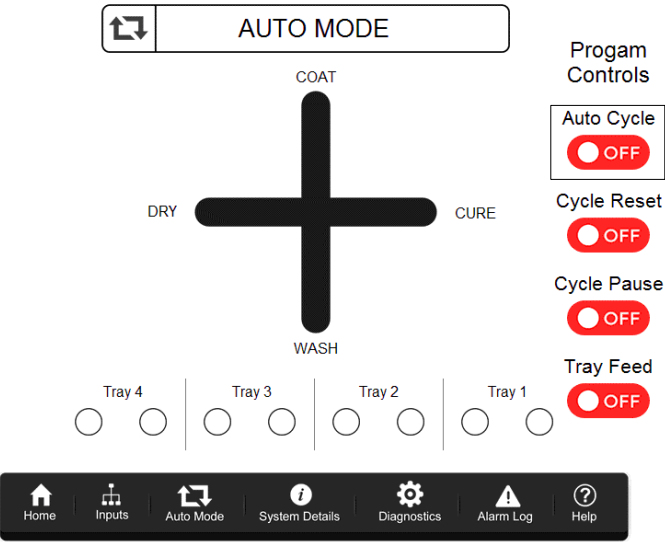 AUTO MODE
Progam
Controls
COAT
Auto Cycle
OFF
DRY
CURE
Cycle Reset
OFF
Cycle Pause
OFF
WASH
Tray Feed
OFF
Tray 4
Tray 3
Tray 2
Tray 1
Home
Inputs
Auto Mode
System Details
Diagnostics
Alarm Log
Help